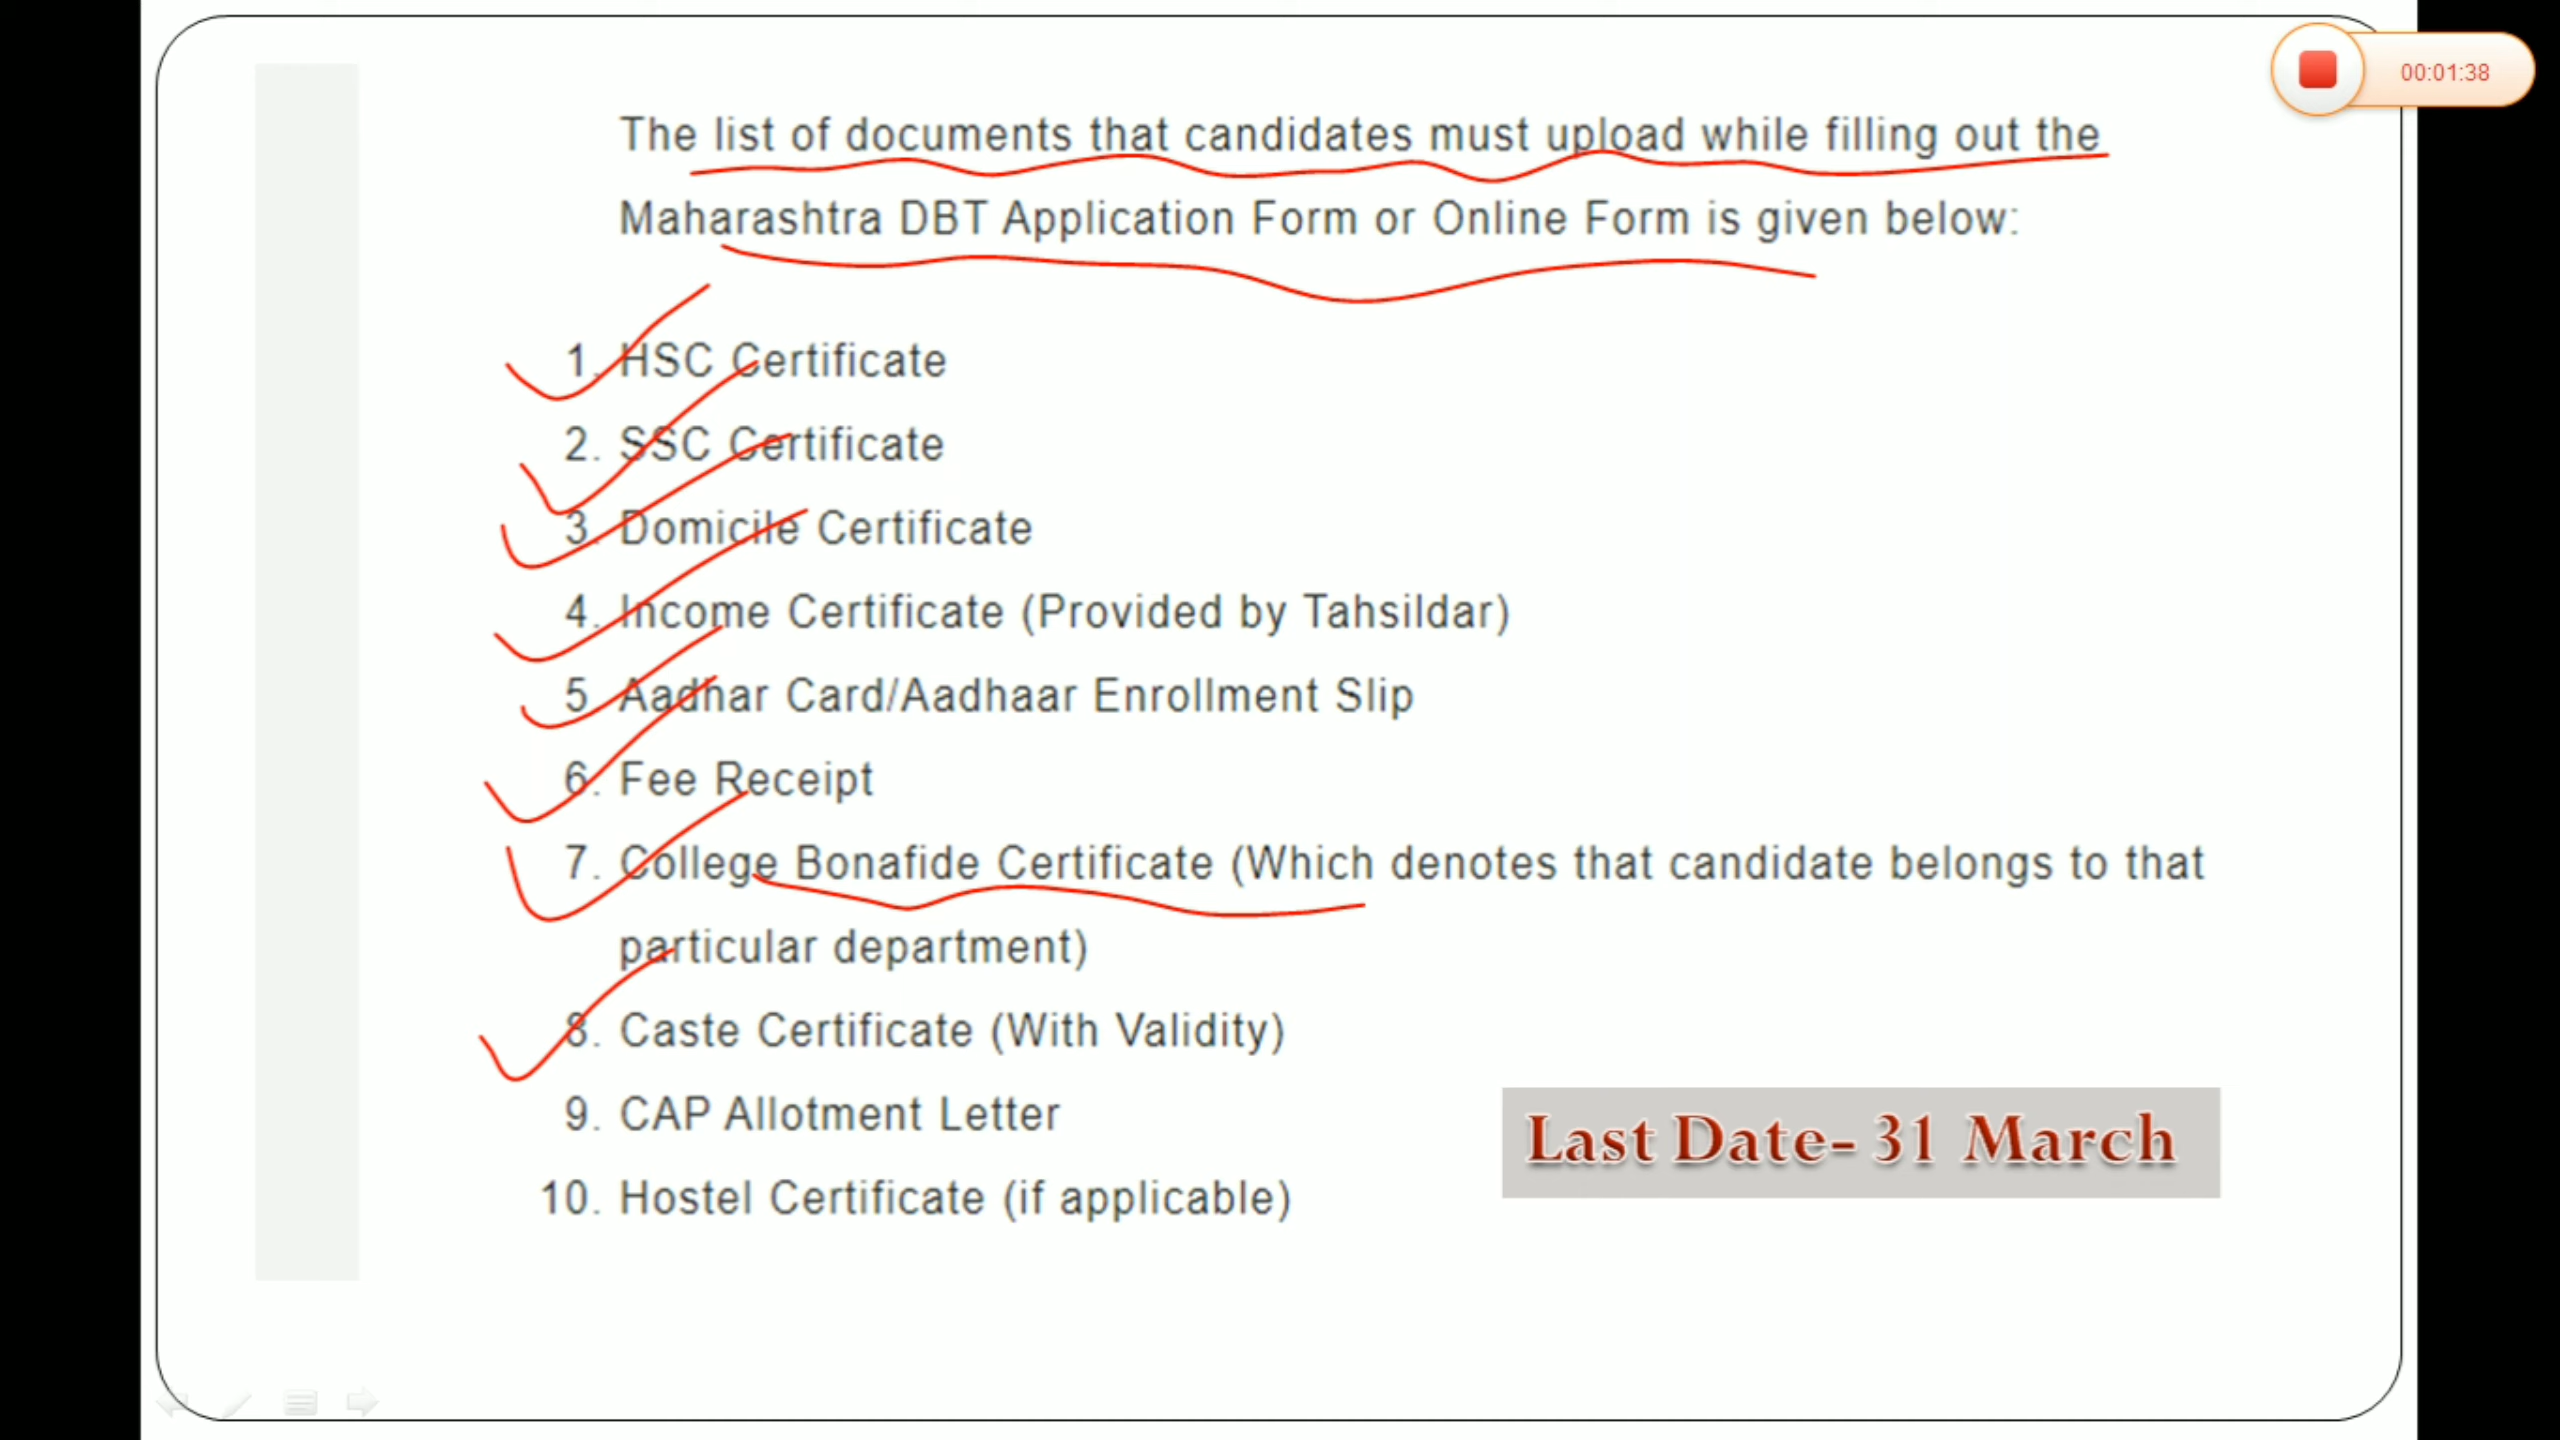 00:01:38
The list of documents that candidates must upload while filling out the
Maharashtra DBT Application Form or Online Form is given below:
1. HSC Certificate
2. SSC Certificate
3. Domicile Certificate
4. Income Certificate (Provided by Tahsildar)
5. Aadhar Card/Aadhaar Enrollment Slip
6. Fee Receipt
7. College Bonafide Certificate (Which denotes that candidate belongs to that
particular department)
8. Caste Certificate (With Validity)
9. CAP Allotment Letter
10. Hostel Certificate (if applicable)
Last Date- 31 March